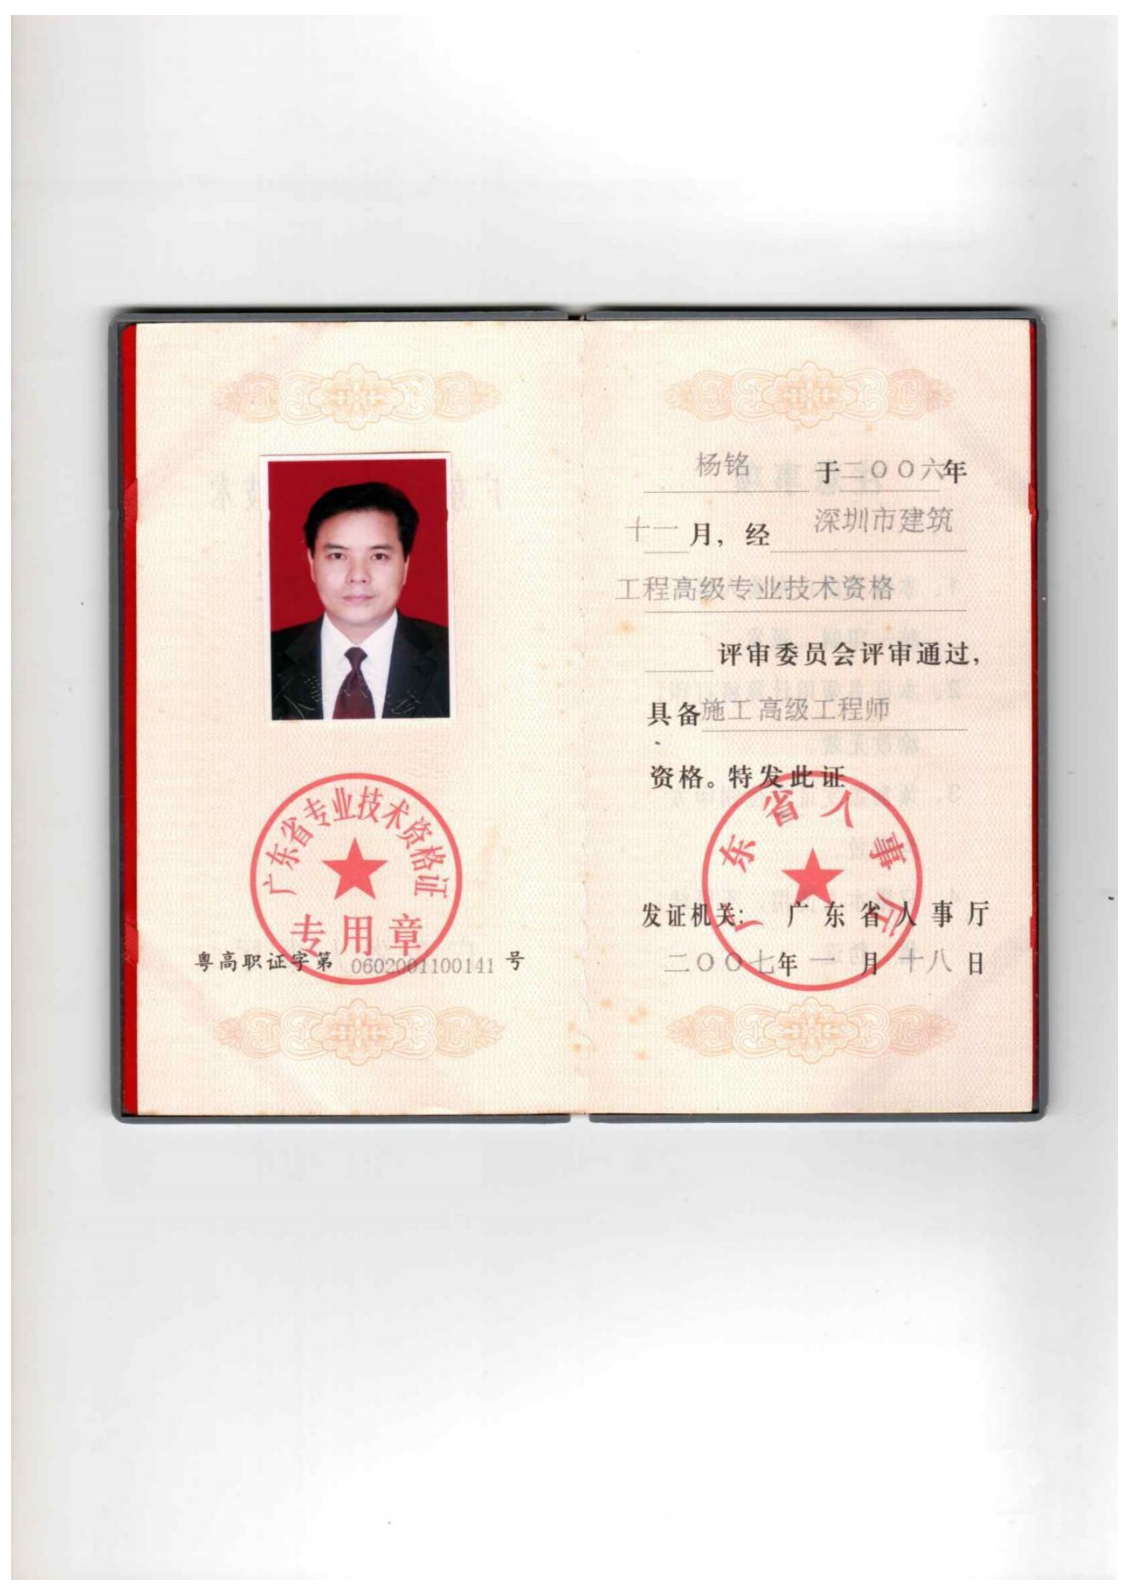 广东省专业技术资格证
专用章
粤高职证字第 0602001100141 号
杨铭 于二〇〇六年
十一月，经 深圳市建筑
工程高级专业技术资格
评审委员会评审通过，
具备施工高级工程师
资格。特发此证
广东省人事厅
发证机关： 广东省人事厅
二〇〇七年一月十八日